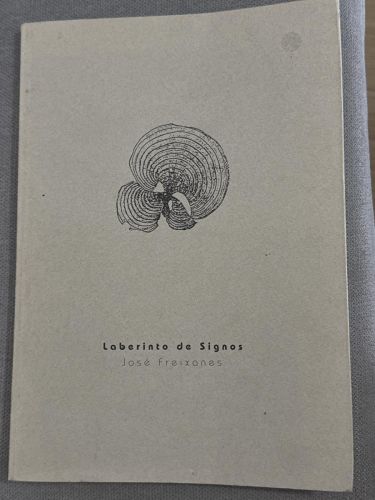 Laberinto de Signos
José Freixanes